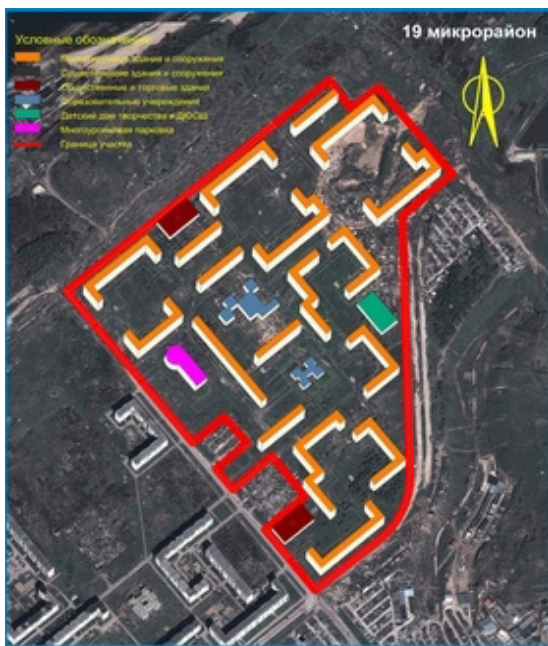 19 микрорайон
Условные обозначения:
Проектируемые здания и сооружения
Существующие здания и сооружения
Общественные и торговые здания
Образовательные учреждения
Детский дом творчества и ДЮСШ
Многоуровневая парковка
Граница участка